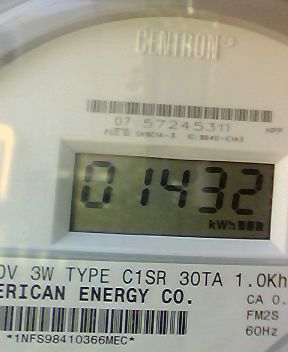 CENTRON®
07 57245311
01432
kWh
0V 3W TYPE C1SR 30TA 1.0Kh
ERICAN ENERGY CO.
CA 0.
FM2S
60Hz
*1NFS98410366MEC*